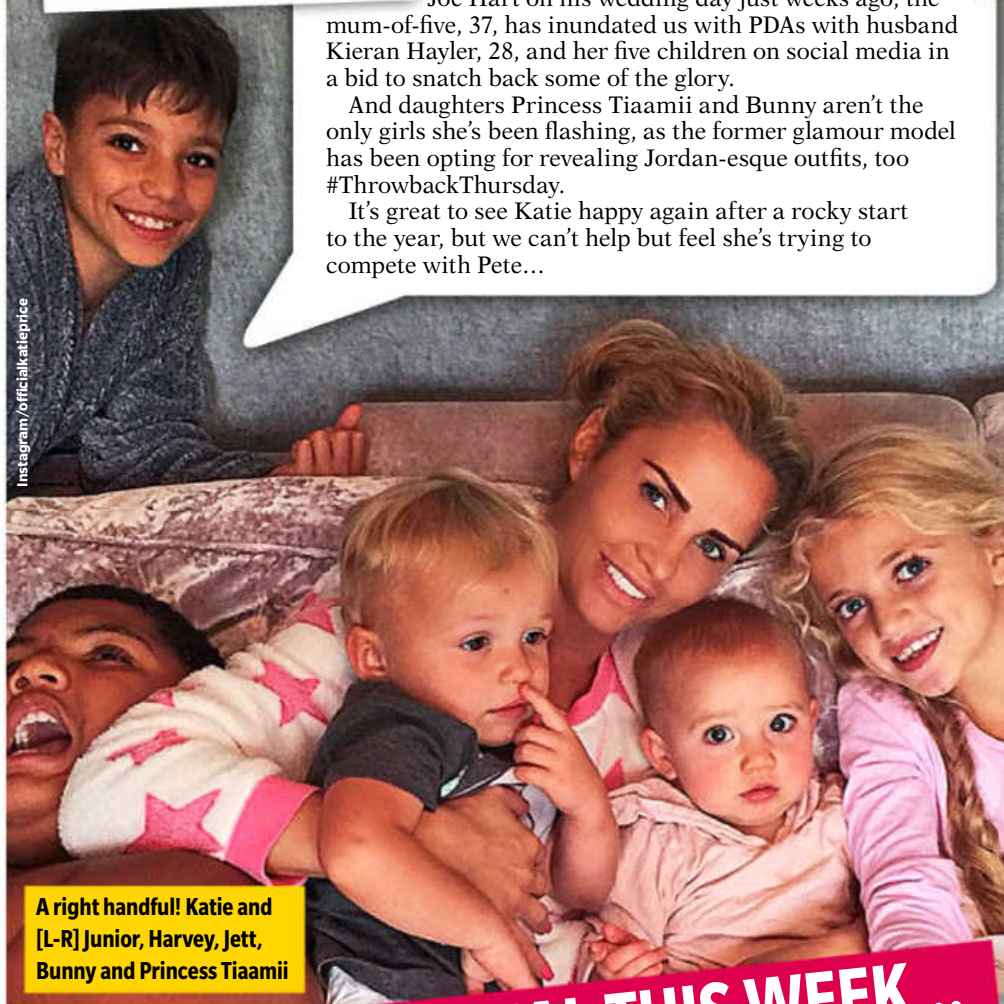 Joe Hart on his wedding day just weeks ago, the
mum-of-five, 37, has inundated us with PDAs with husband
Kieran Hayler, 28, and her five children on social media in
a bid to snatch back some of the glory.
And daughters Princess Tiaamii and Bunny aren’t the
only girls she’s been flashing, as the former glamour model
has been opting for revealing Jordan-esque outfits, too
#ThrowbackThursday.
It’s great to see Katie happy again after a rocky start
to the year, but we can’t help but feel she’s trying to
compete with Pete…
Instagram/officialkatieprice
A right handful! Katie and
[L-R] Junior, Harvey, Jett,
Bunny and Princess Tiaamii
THIS WEEK…